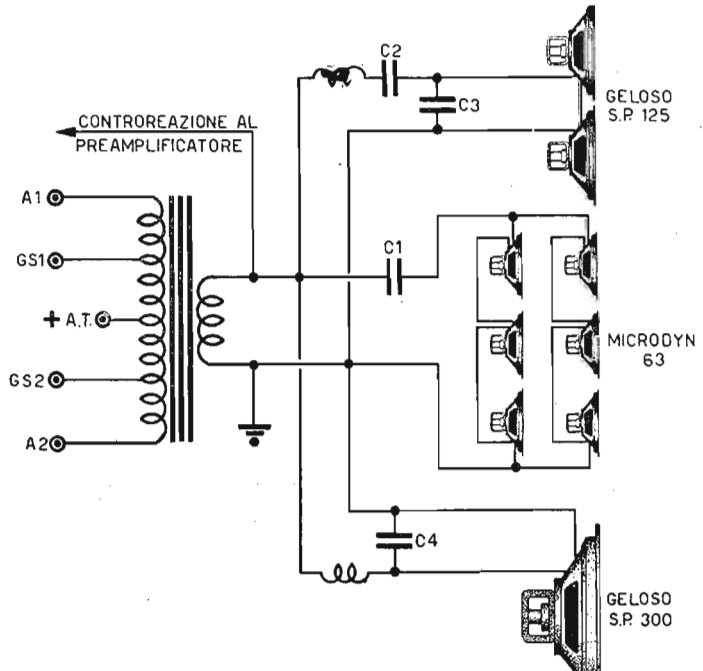 C2
C3
GELOSO
S.P. 125
CONTROREAZIONE AL
PREAMPLIFICATORE
A1
GS1
+ A.T.
GS2
A2
C1
MICRODYN
63
C4
GELOSO
S.P. 300